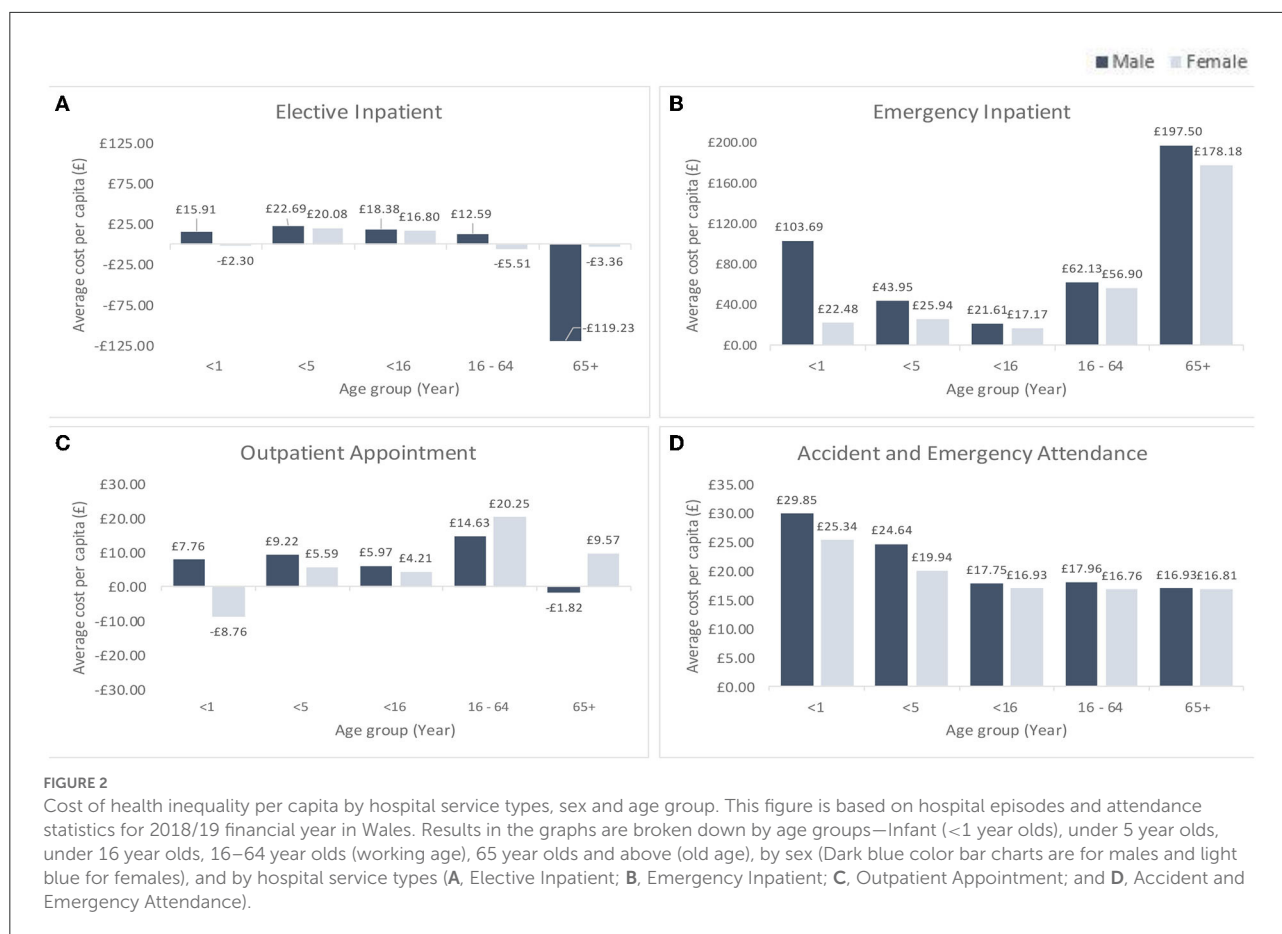 Male Female
A
Elective Inpatient
Average cost per capita (£)
£125.00
£75.00
£25.00
-£25.00
-£75.00
-£125.00
£15.91
-£2.30
£22.69
£20.08
£18.38
£16.80
£12.59
-£5.51
-£119.23
-£3.36
<1 <5 <16 16 - 64 65+
Age group (Year)
B
Emergency Inpatient
Average cost per capita (£)
£200.00
£160.00
£120.00
£80.00
£40.00
£0.00
£103.69
£22.48
£43.95
£25.94
£21.61
£17.17
£62.13
£56.90
£197.50
£178.18
<1 <5 <16 16 - 64 65+
Age group (Year)
C
Outpatient Appointment
Average cost per capita (£)
£30.00
£20.00
£10.00
£0.00
-£10.00
-£20.00
-£30.00
£7.76
-£8.76
£9.22
£5.59
£5.97
£4.21
£14.63
£20.25
-£1.82
£9.57
<1 <5 <16 16 - 64 65+
Age group (Year)
D
Accident and Emergency Attendance
Average cost per capita (£)
£35.00
£30.00
£25.00
£20.00
£15.00
£10.00
£5.00
£0.00
£29.85
£25.34
£24.64
£19.94
£17.75
£16.93
£17.96
£16.76
£16.93
£16.81
<1 <5 <16 16 - 64 65+
Age group (Year)
FIGURE 2
Cost of health inequality per capita by hospital service types, sex and age group. This figure is based on hospital episodes and attendance
statistics for 2018/19 financial year in Wales. Results in the graphs are broken down by age groups—Infant (<1 year olds), under 5 year olds,
under 16 year olds, 16–64 year olds (working age), 65 year olds and above (old age), by sex (Dark blue color bar charts are for males and light
blue for females), and by hospital service types (A, Elective Inpatient; B, Emergency Inpatient; C, Outpatient Appointment; and D, Accident and
Emergency Attendance).